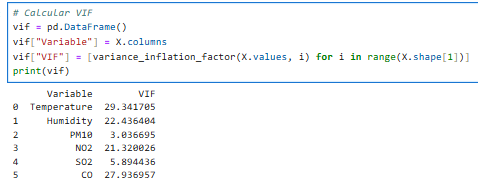 # Calcular VIF
vif = pd.DataFrame()
vif["Variable"] = X.columns
vif["VIF"] = [variance_inflation_factor(X.values, i) for i in range(X.shape[1])]
print(vif)
Variable VIF
0 Temperature 29.341705
1 Humidity 22.436404
2 PM10 3.036695
3 NO2 21.320026
4 SO2 5.894436
5 CO 27.936957